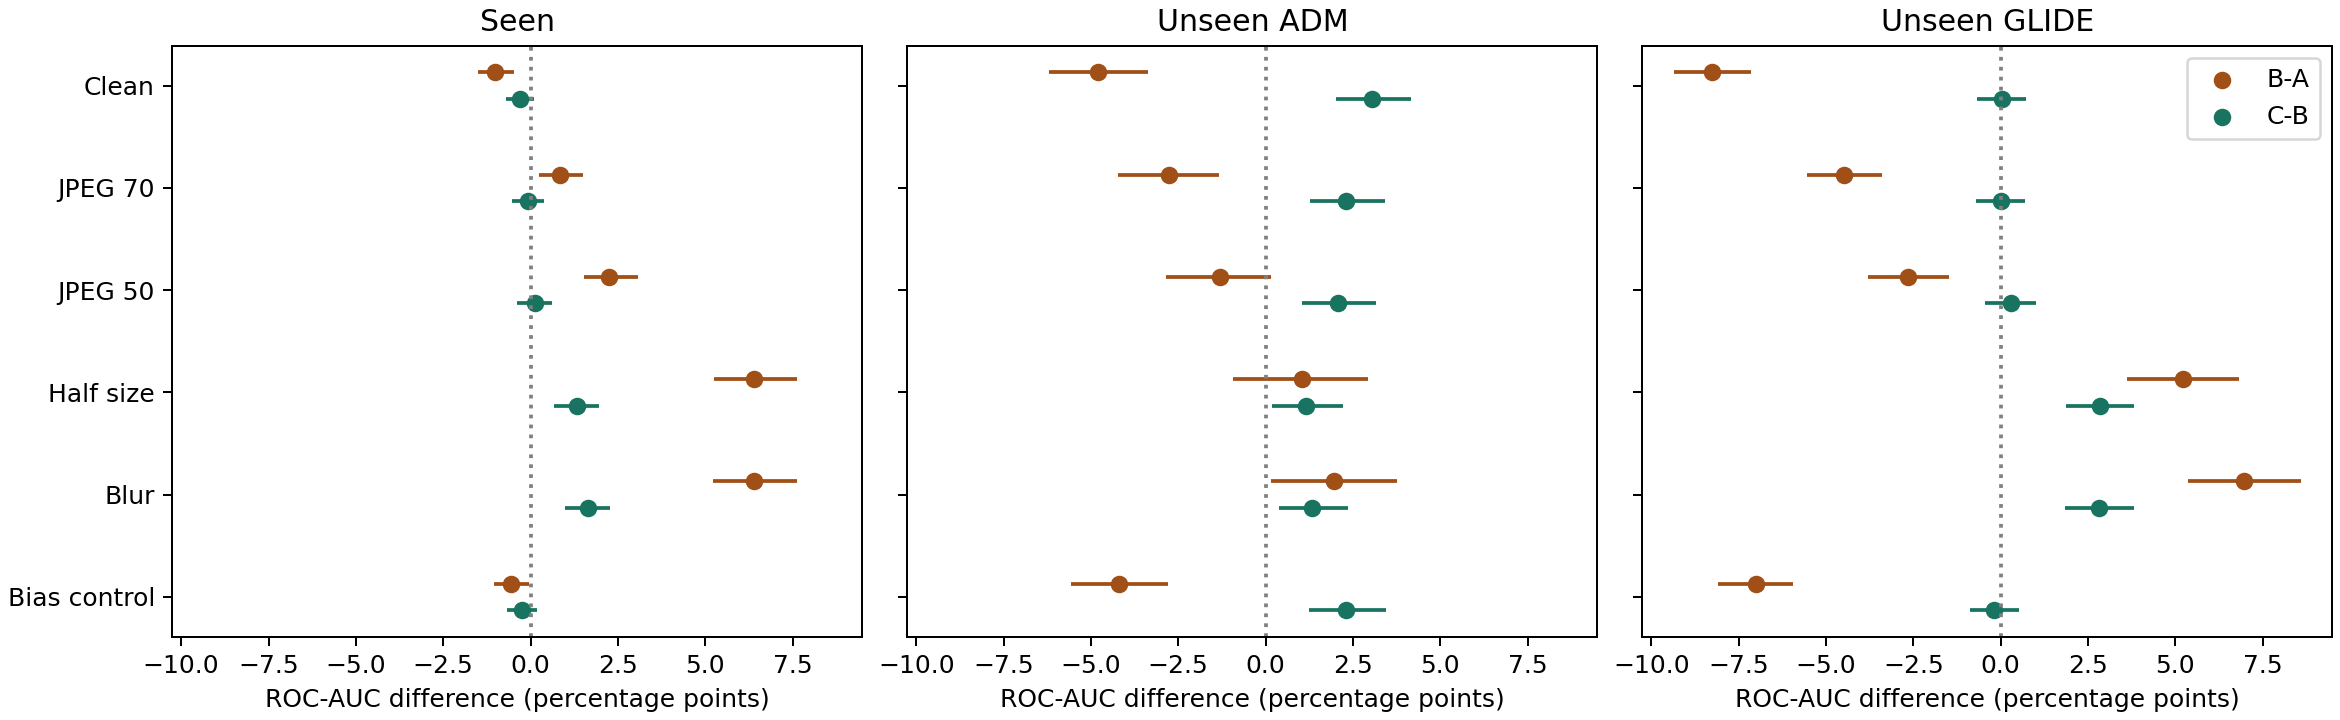 Seen
Unseen ADM
Unseen GLIDE
B-A
C-B
Clean
JPEG 70
JPEG 50
Half size
Blur
Bias control
−10.0 −7.5 −5.0 −2.5 0.0 2.5 5.0 7.5
−10.0 −7.5 −5.0 −2.5 0.0 2.5 5.0 7.5
−10.0 −7.5 −5.0 −2.5 0.0 2.5 5.0 7.5
ROC-AUC difference (percentage points)
ROC-AUC difference (percentage points)
ROC-AUC difference (percentage points)